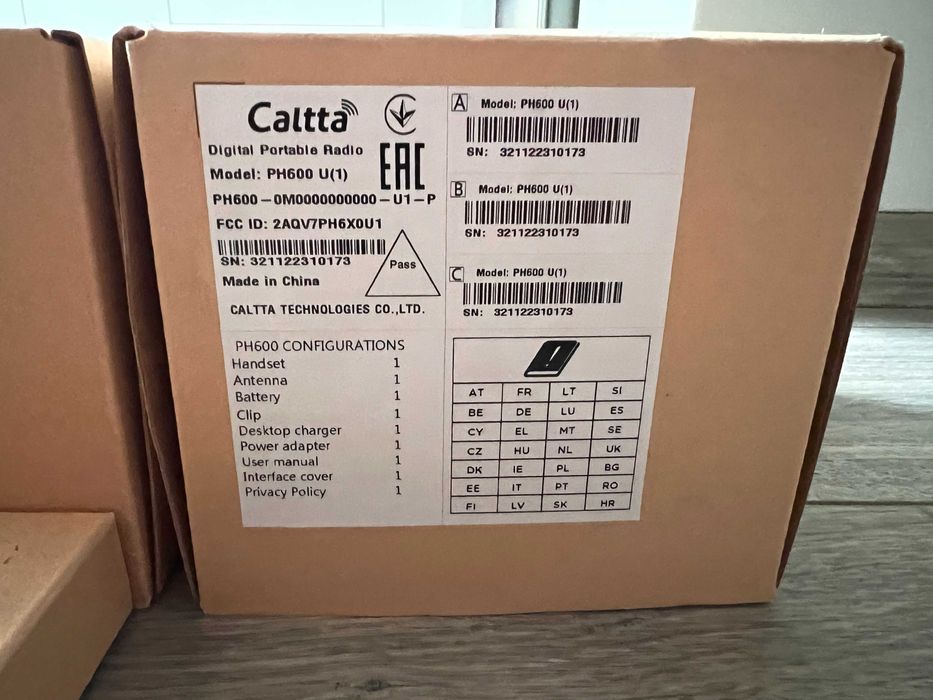 Caltta
Digital Portable Radio
Model: PH600 U(1)
EAC
PH600-0M0000000000-U1-P
FCC ID: 2AQV7PH6X0U1
SN: 321122310173
Pass
Made in China
CALTTA TECHNOLOGIES CO.,LTD.
PH600 CONFIGURATIONS
Handset 1
Antenna 1
Battery 1
Clip 1
Desktop charger 1
Power adapter 1
User manual 1
Interface cover 1
Privacy Policy 1
A Model: PH600 U(1)
SN: 321122310173
B Model: PH600 U(1)
SN: 321122310173
C Model: PH600 U(1)
SN: 321122310173
!
AT FR LT SI
BE DE LU ES
CY EL MT SE
CZ HU NL UK
DK IE PL BG
EE IT PT RO
FI LV SK HR